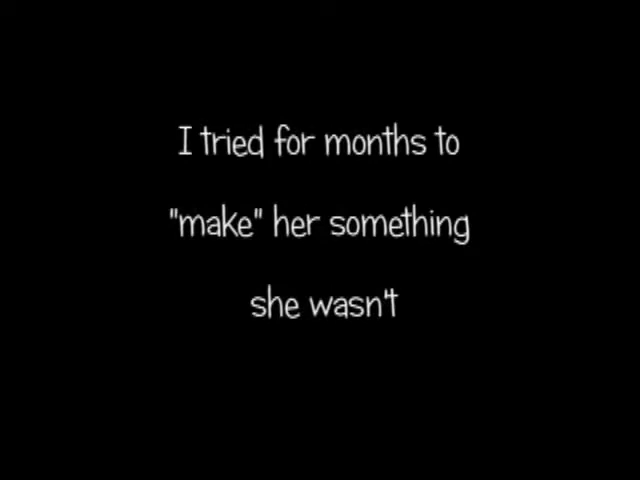 I tried for months to
"make" her something
she wasn't